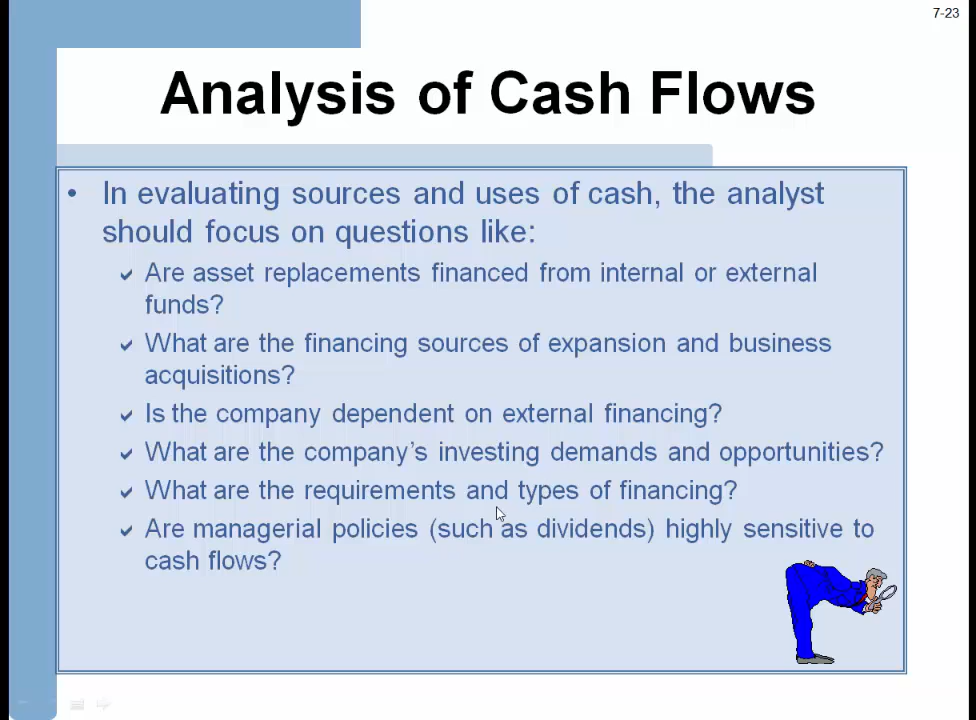 7-23
Analysis of Cash Flows
• In evaluating sources and uses of cash, the analyst
should focus on questions like:
Are asset replacements financed from internal or external
funds?
What are the financing sources of expansion and business
acquisitions?
Is the company dependent on external financing?
What are the company’s investing demands and opportunities?
What are the requirements and types of financing?
Are managerial policies (such as dividends) highly sensitive to
cash flows?